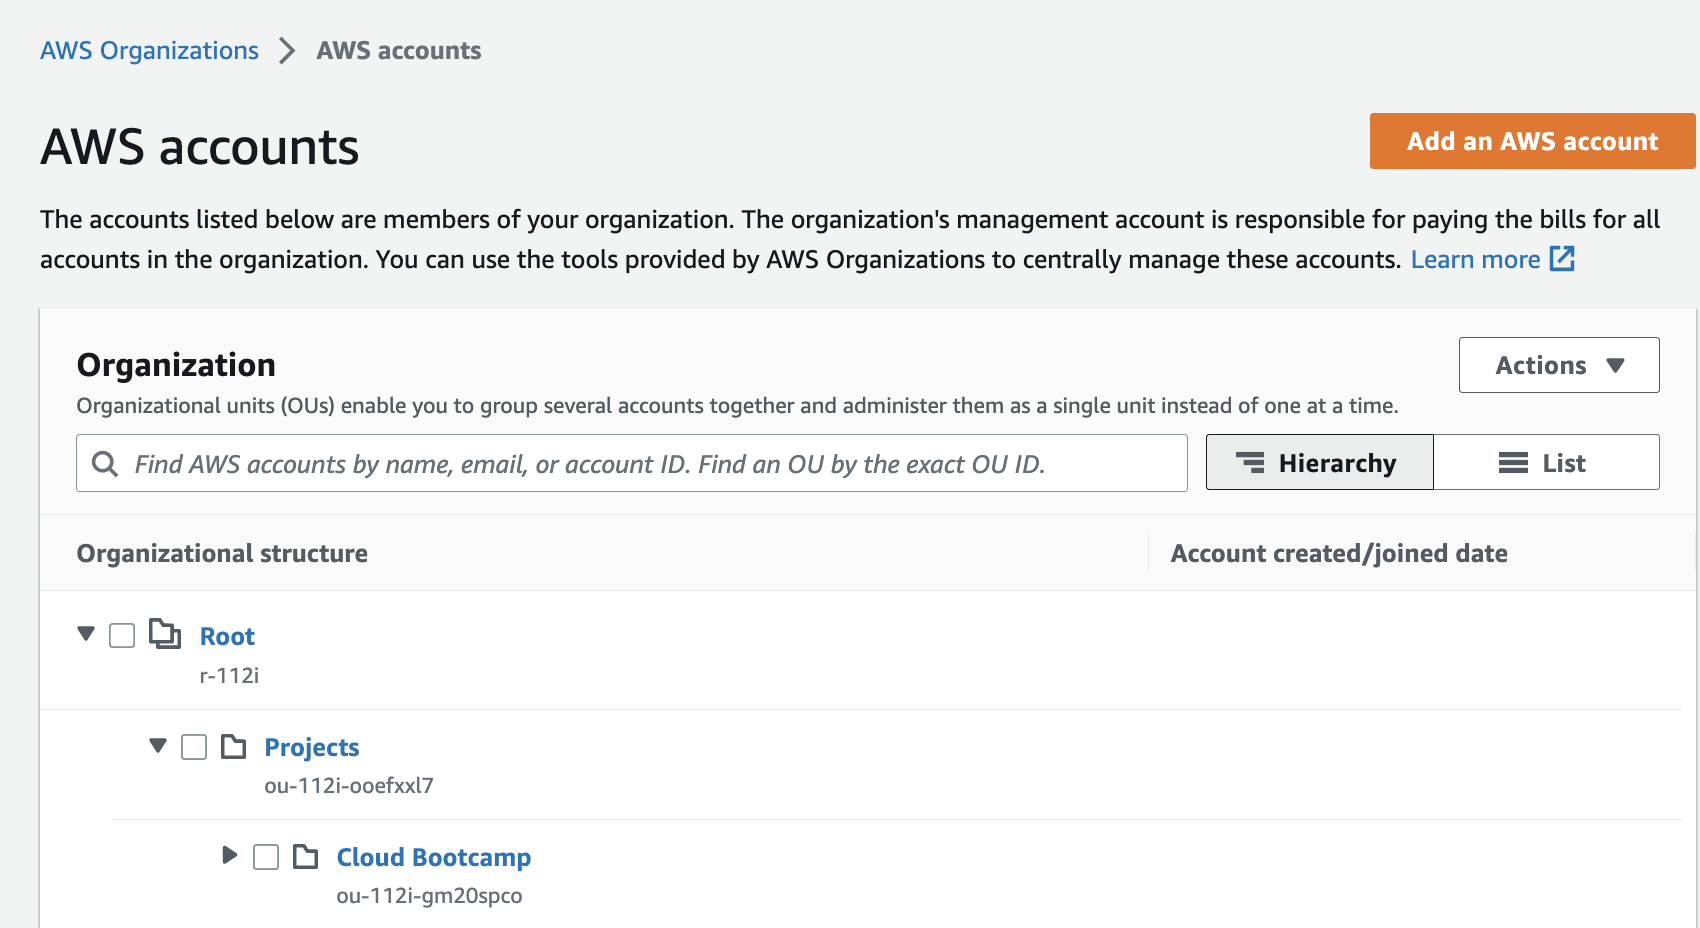 AWS Organizations > AWS accounts
AWS accounts
Add an AWS account
The accounts listed below are members of your organization. The organization's management account is responsible for paying the bills for all
accounts in the organization. You can use the tools provided by AWS Organizations to centrally manage these accounts. Learn more
Organization
Actions
Organizational units (OUs) enable you to group several accounts together and administer them as a single unit instead of one at a time.
Find AWS accounts by name, email, or account ID. Find an OU by the exact OU ID.
Hierarchy
List
Organizational structure
Account created/joined date
Root
r-112i
Projects
ou-112i-ooefxxl7
Cloud Bootcamp
ou-112i-gm20spco